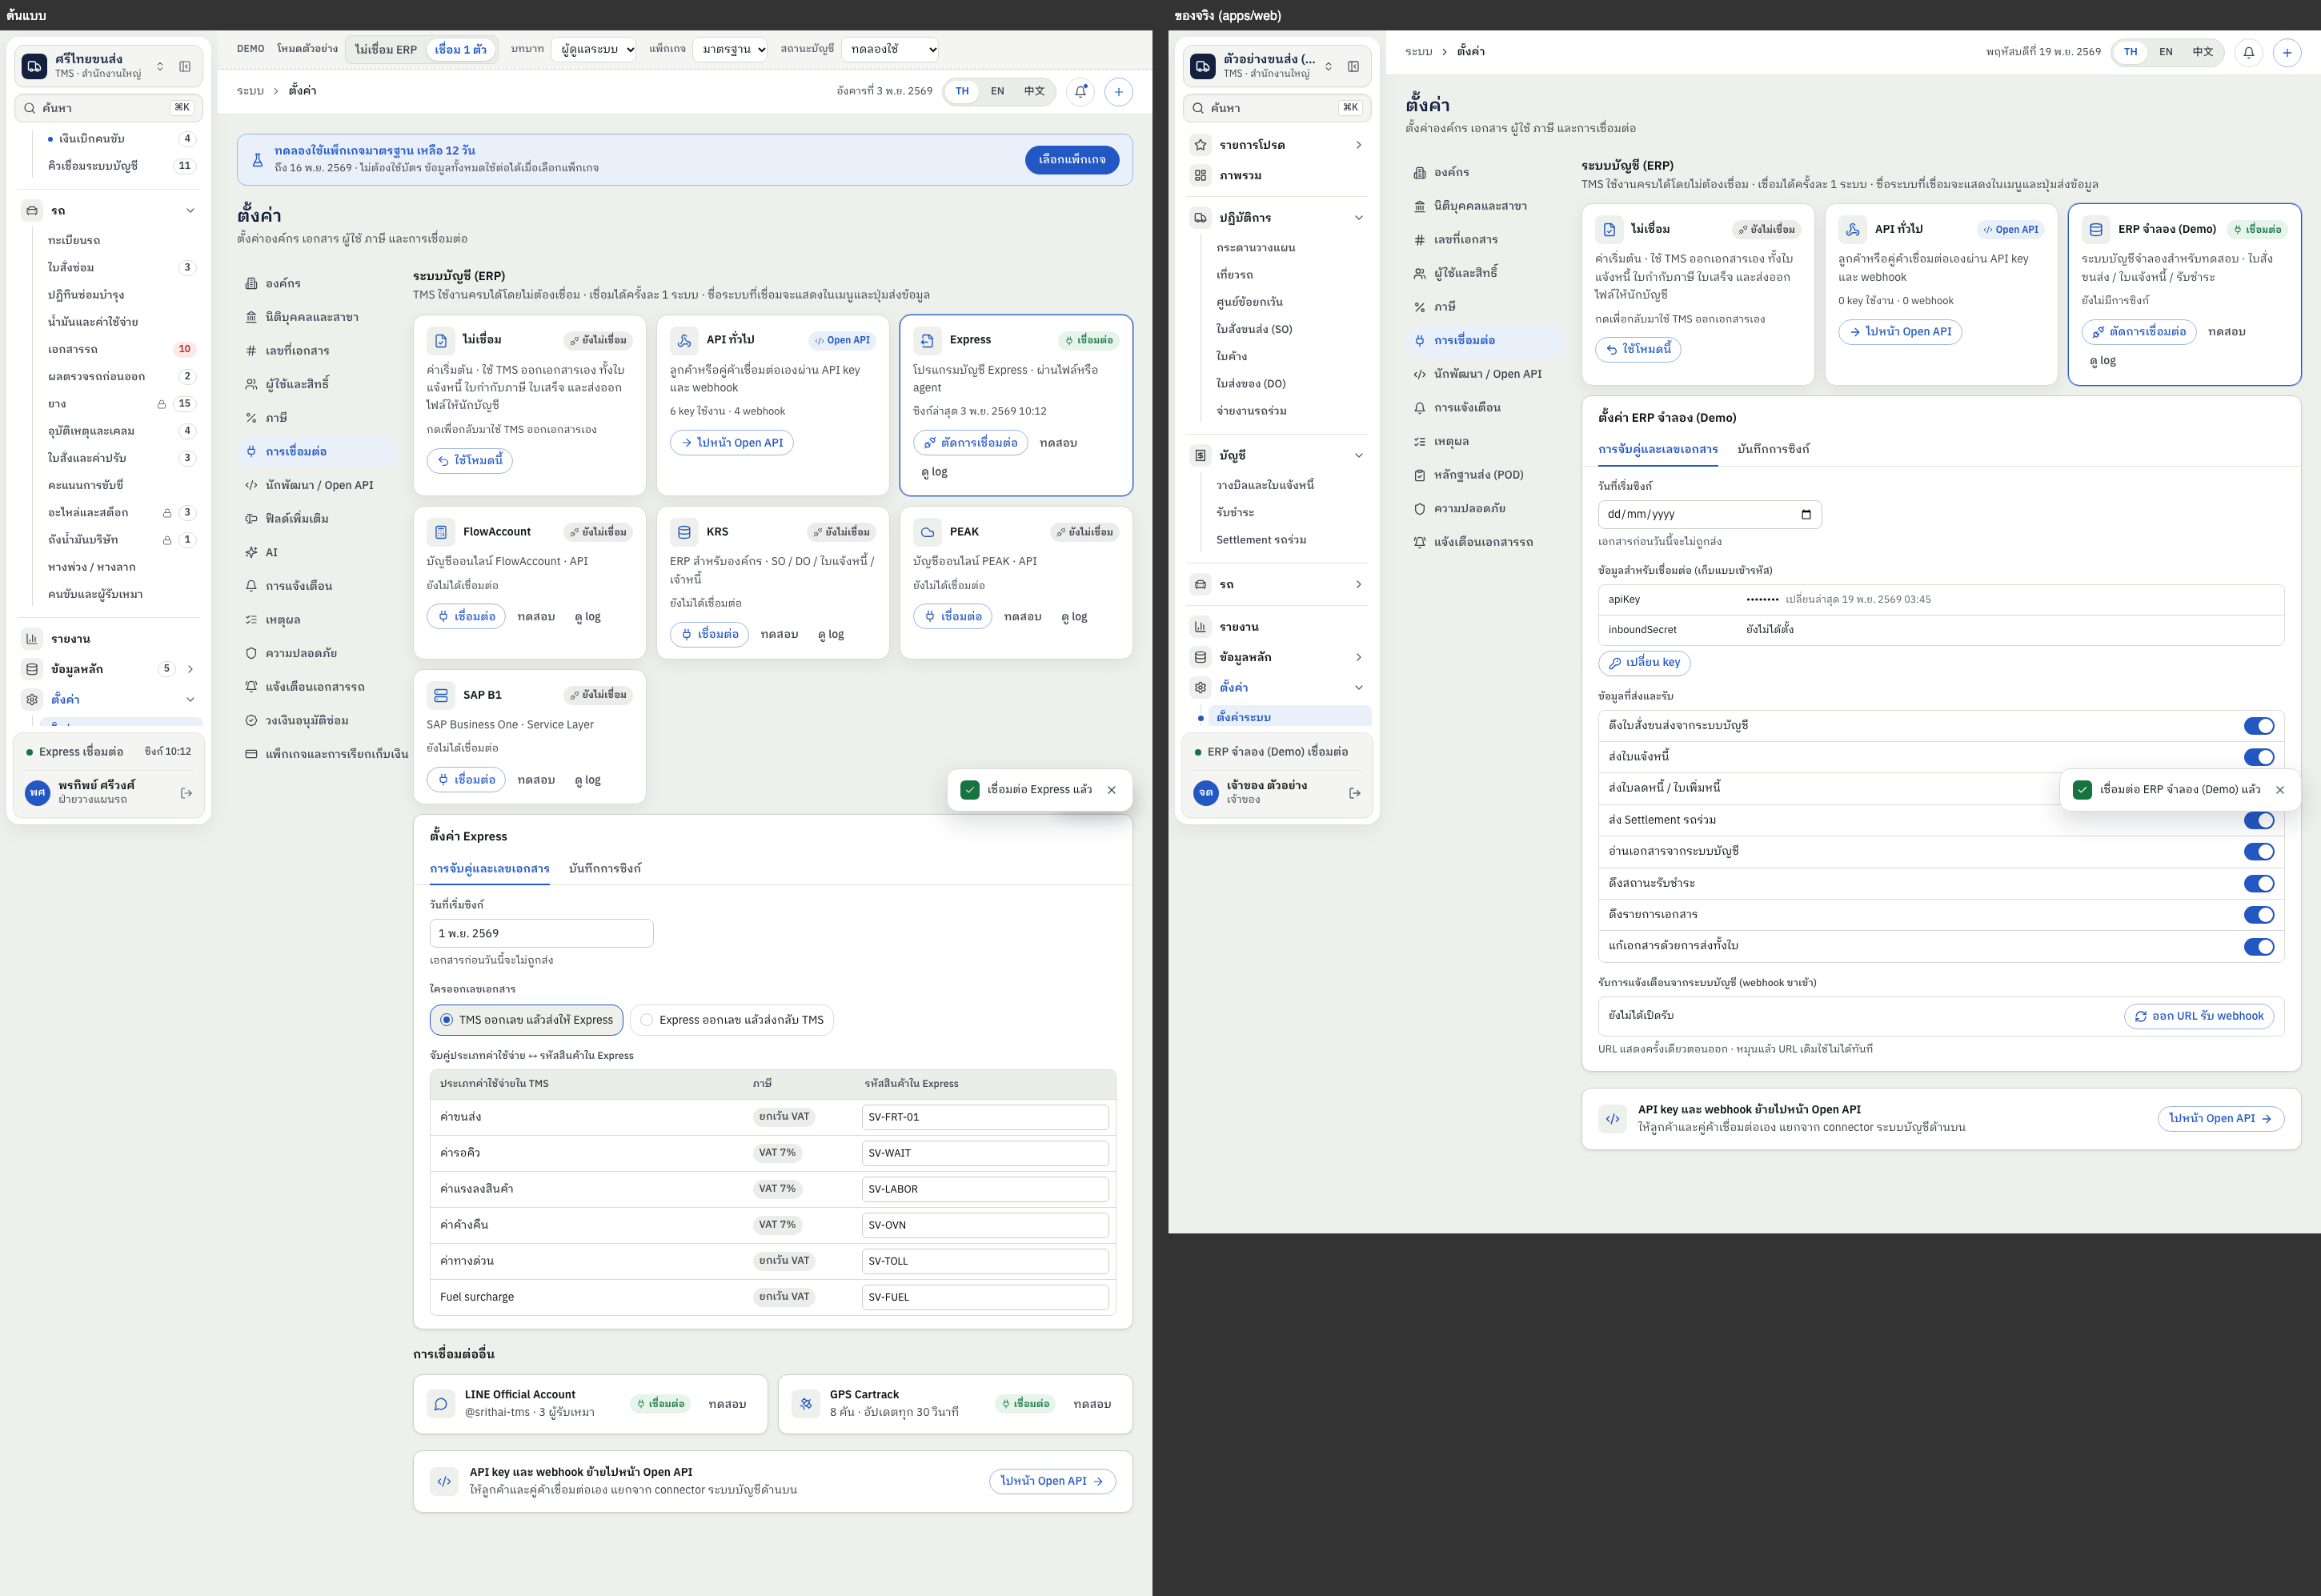 ต้นแบบ
ศรีไทยขนส่ง
TMS · สำนักงานใหญ่
ค้นหา
⌘K
เงินเบิกคนขับ 4
คิวเชื่อมระบบบัญชี 11
รถ
ทะเบียนรถ
ใบสั่งซ่อม 3
ปฏิทินซ่อมบำรุง
น้ำมันและค่าใช้จ่าย
เอกสารรถ 10
ผลตรวจรถก่อนออก 2
ยาง 15
อุบัติเหตุและเคลม 4
ใบสั่งและค่าปรับ 3
คะแนนการขับขี่
อะไหล่และสต็อก 3
ถังน้ำมันบริษัท 1
หางพ่วง / หางลาก
คนขับและผู้รับเหมา
รายงาน
ข้อมูลหลัก 5
ตั้งค่า
Express เชื่อมต่อ ซิงก์ 10:12
พศ
พรทิพย์ ศรีวงศ์
ฝ่ายวางแผนรถ
DEMO โหมดตัวอย่าง ไม่เชื่อม ERP เชื่อม 1 ตัว บทบาท ผู้ดูแลระบบ แพ็กเกจ มาตรฐาน สถานะบัญชี ทดลองใช้
ระบบ > ตั้งค่า
อังคารที่ 3 พ.ย. 2569 TH EN 中文
ทดลองใช้แพ็กเกจมาตรฐาน เหลือ 12 วัน
ถึง 16 พ.ย. 2569 · ไม่ต้องใช้บัตร ข้อมูลทั้งหมดใช้ต่อได้เมื่อเลือกแพ็กเกจ
เลือกแพ็กเกจ
ตั้งค่า
ตั้งค่าองค์กร เอกสาร ผู้ใช้ ภาษี และการเชื่อมต่อ
องค์กร
นิติบุคคลและสาขา
เลขที่เอกสาร
ผู้ใช้และสิทธิ์
ภาษี
การเชื่อมต่อ
นักพัฒนา / Open API
ฟิลด์เพิ่มเติม
AI
การแจ้งเตือน
เหตุผล
ความปลอดภัย
แจ้งเตือนเอกสารรถ
วงเงินอนุมัติซ่อม
แพ็กเกจและการเรียกเก็บเงิน
ระบบบัญชี (ERP)
TMS ใช้งานครบได้โดยไม่ต้องเชื่อม · เชื่อมได้ครั้งละ 1 ระบบ · ชื่อระบบที่เชื่อมจะแสดงในเมนูและปุ่มส่งข้อมูล
ไม่เชื่อม ยังไม่เชื่อม
ค่าเริ่มต้น · ใช้ TMS ออกเอกสารเอง ทั้งใบ
แจ้งหนี้ ใบกำกับภาษี ใบเสร็จ และส่งออก
ไฟล์ให้นักบัญชี
กดเพื่อกลับมาใช้ TMS ออกเอกสารเอง
ใช้โหมดนี้
API ทั่วไป Open API
ลูกค้าหรือคู่ค้าเชื่อมต่อเองผ่าน API key
และ webhook
6 key ใช้งาน · 4 webhook
ไปหน้า Open API
Express เชื่อมต่อ
โปรแกรมบัญชี Express · ผ่านไฟล์หรือ
agent
ซิงก์ล่าสุด 3 พ.ย. 2569 10:12
ตัดการเชื่อมต่อ ทดสอบ
ดู log
FlowAccount ยังไม่เชื่อม
บัญชีออนไลน์ FlowAccount · API
ยังไม่ได้เชื่อมต่อ
เชื่อมต่อ ทดสอบ ดู log
KRS ยังไม่เชื่อม
ERP สำหรับองค์กร · SO / DO / ใบแจ้งหนี้ /
เจ้าหนี้
ยังไม่ได้เชื่อมต่อ
เชื่อมต่อ ทดสอบ ดู log
PEAK ยังไม่เชื่อม
บัญชีออนไลน์ PEAK · API
ยังไม่ได้เชื่อมต่อ
เชื่อมต่อ ทดสอบ ดู log
SAP B1 ยังไม่เชื่อม
SAP Business One · Service Layer
ยังไม่ได้เชื่อมต่อ
เชื่อมต่อ ทดสอบ ดู log
เชื่อมต่อ Express แล้ว
ตั้งค่า Express
การจับคู่และเลขเอกสาร บันทึกการซิงก์
วันที่เริ่มซิงก์
1 พ.ย. 2569
เอกสารก่อนวันนี้จะไม่ถูกส่ง
ใครออกเลขเอกสาร
TMS ออกเลข แล้วส่งให้ Express
Express ออกเลข แล้วส่งกลับ TMS
จับคู่ประเภทค่าใช้จ่าย ↔ รหัสสินค้าใน Express
ประเภทค่าใช้จ่ายใน TMS ภาษี รหัสสินค้าใน Express
ค่าขนส่ง ยกเว้น VAT SV-FRT-01
ค่ารอคิว VAT 7% SV-WAIT
ค่าแรงลงสินค้า VAT 7% SV-LABOR
ค่าค้างคืน VAT 7% SV-OVN
ค่าทางด่วน ยกเว้น VAT SV-TOLL
Fuel surcharge ยกเว้น VAT SV-FUEL
การเชื่อมต่ออื่น
LINE Official Account
@srithai-tms · 3 ผู้รับเหมา
เชื่อมต่อ ทดสอบ
GPS Cartrack
8 คัน · อัปเดตทุก 30 วินาที
เชื่อมต่อ ทดสอบ
API key และ webhook ย้ายไปหน้า Open API
ให้ลูกค้าและคู่ค้าเชื่อมต่อเอง แยกจาก connector ระบบบัญชีด้านบน
ไปหน้า Open API
ของจริง (apps/web)
ตัวอย่างขนส่ง (...
TMS · สำนักงานใหญ่
ค้นหา
⌘K
รายการโปรด
ภาพรวม
ปฏิบัติการ
กระดานวางแผน
เที่ยวรถ
ศูนย์ข้อยกเว้น
ใบสั่งขนส่ง (SO)
ใบค้าง
ใบส่งของ (DO)
จ่ายงานรถร่วม
บัญชี
วางบิลและใบแจ้งหนี้
รับชำระ
Settlement รถร่วม
รถ
รายงาน
ข้อมูลหลัก
ตั้งค่า
ตั้งค่าระบบ
ERP จำลอง (Demo) เชื่อมต่อ
จต
เจ้าของ ตัวอย่าง
เจ้าของ
ระบบ > ตั้งค่า
พฤหัสบดีที่ 19 พ.ย. 2569 TH EN 中文
ตั้งค่า
ตั้งค่าองค์กร เอกสาร ผู้ใช้ ภาษี และการเชื่อมต่อ
องค์กร
นิติบุคคลและสาขา
เลขที่เอกสาร
ผู้ใช้และสิทธิ์
ภาษี
การเชื่อมต่อ
นักพัฒนา / Open API
การแจ้งเตือน
เหตุผล
หลักฐานส่ง (POD)
ความปลอดภัย
แจ้งเตือนเอกสารรถ
ระบบบัญชี (ERP)
TMS ใช้งานครบได้โดยไม่ต้องเชื่อม · เชื่อมได้ครั้งละ 1 ระบบ · ชื่อระบบที่เชื่อมจะแสดงในเมนูและปุ่มส่งข้อมูล
ไม่เชื่อม ยังไม่เชื่อม
ค่าเริ่มต้น · ใช้ TMS ออกเอกสารเอง ทั้งใบ
แจ้งหนี้ ใบกำกับภาษี ใบเสร็จ และส่งออก
ไฟล์ให้นักบัญชี
กดเพื่อกลับมาใช้ TMS ออกเอกสารเอง
ใช้โหมดนี้
API ทั่วไป Open API
ลูกค้าหรือคู่ค้าเชื่อมต่อเองผ่าน API key
และ webhook
0 key ใช้งาน · 0 webhook
ไปหน้า Open API
ERP จำลอง (Demo) เชื่อมต่อ
ระบบบัญชีจำลองสำหรับทดสอบ · ใบสั่ง
ขนส่ง / ใบแจ้งหนี้ / รับชำระ
ยังไม่มีการซิงก์
ตัดการเชื่อมต่อ ทดสอบ
ดู log
ตั้งค่า ERP จำลอง (Demo)
การจับคู่และเลขเอกสาร บันทึกการซิงก์
วันที่เริ่มซิงก์
dd/mm/yyyy
เอกสารก่อนวันนี้จะไม่ถูกส่ง
ข้อมูลสำหรับเชื่อมต่อ (เก็บแบบเข้ารหัส)
apiKey •••••••• เปลี่ยนล่าสุด 19 พ.ย. 2569 03:45
inboundSecret ยังไม่ได้ตั้ง
เปลี่ยน key
ข้อมูลที่ส่งและรับ
ดึงใบสั่งขนส่งจากระบบบัญชี
ส่งใบแจ้งหนี้
ส่งใบลดหนี้ / ใบเพิ่มหนี้
ส่ง Settlement รถร่วม
อ่านเอกสารจากระบบบัญชี
ดึงสถานะรับชำระ
ดึงรายการเอกสาร
แก้เอกสารด้วยการส่งทั้งใบ
เชื่อมต่อ ERP จำลอง (Demo) แล้ว
รับการแจ้งเตือนจากระบบบัญชี (webhook ขาเข้า)
ยังไม่ได้เปิดรับ
ออก URL รับ webhook
URL แสดงครั้งเดียวตอนออก · หมุนแล้ว URL เดิมใช้ไม่ได้ทันที
API key และ webhook ย้ายไปหน้า Open API
ให้ลูกค้าและคู่ค้าเชื่อมต่อเอง แยกจาก connector ระบบบัญชีด้านบน
ไปหน้า Open API